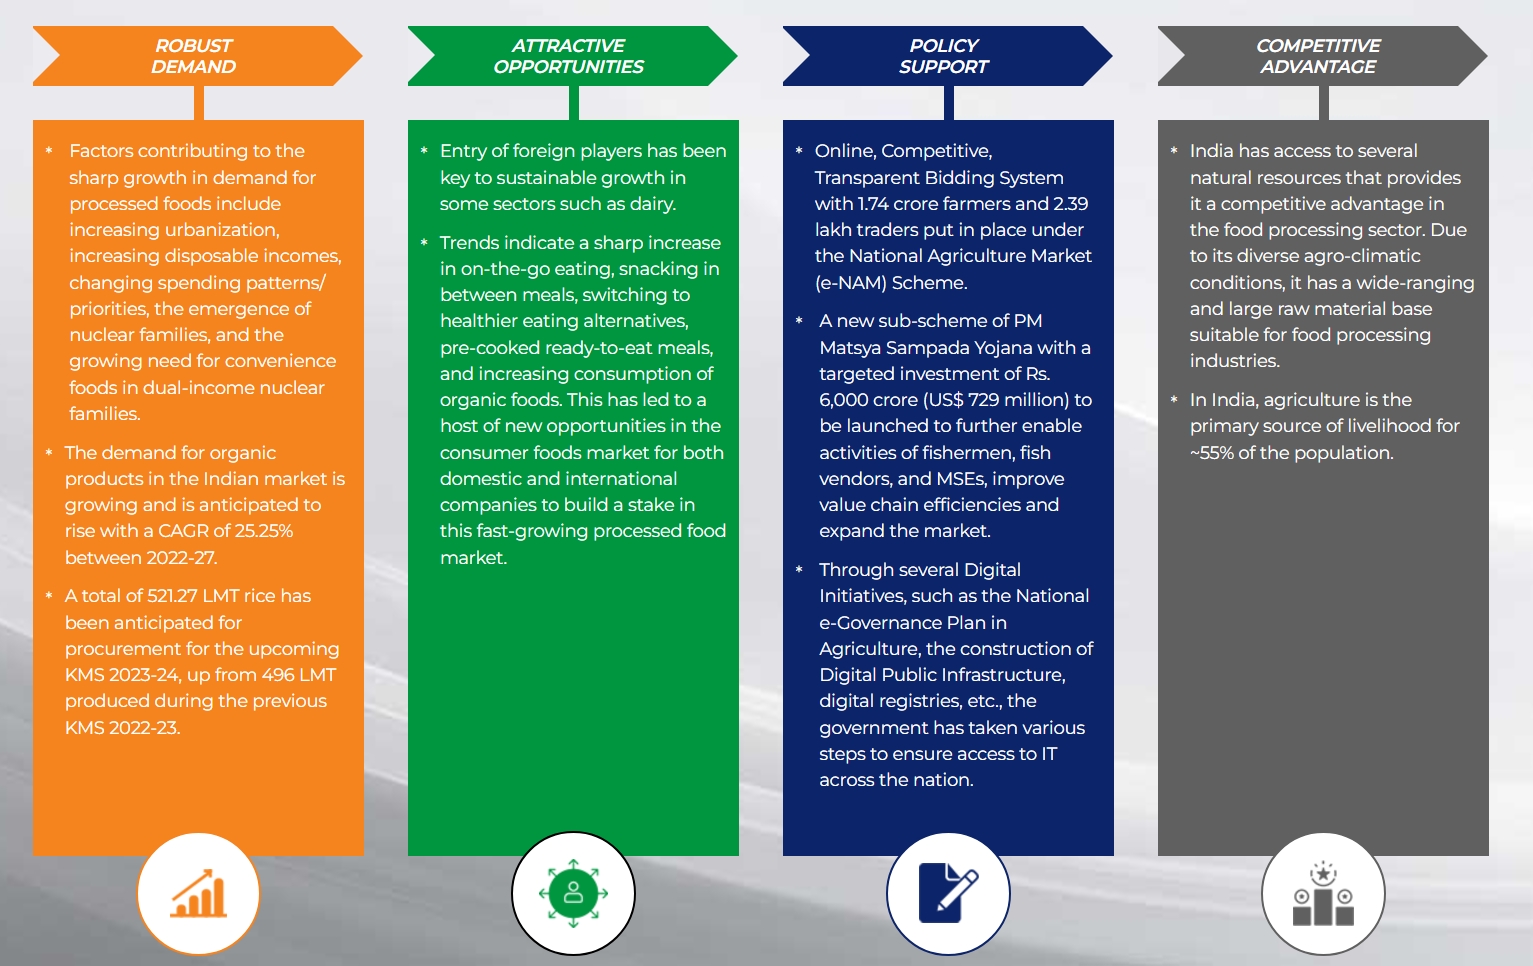 ROBUST
DEMAND
* Factors contributing to the
sharp growth in demand for
processed foods include
increasing urbanization,
increasing disposable incomes,
changing spending patterns/
priorities, the emergence of
nuclear families, and the
growing need for convenience
foods in dual-income nuclear
families.
* The demand for organic
products in the Indian market is
growing and is anticipated to
rise with a CAGR of 25.25%
between 2022-27.
* A total of 521.27 LMT rice has
been anticipated for
procurement for the upcoming
KMS 2023-24, up from 496 LMT
produced during the previous
KMS 2022-23.
ATTRACTIVE
OPPORTUNITIES
* Entry of foreign players has been
key to sustainable growth in
some sectors such as dairy.
* Trends indicate a sharp increase
in on-the-go eating, snacking in
between meals, switching to
healthier eating alternatives,
pre-cooked ready-to-eat meals,
and increasing consumption of
organic foods. This has led to a
host of new opportunities in the
consumer foods market for both
domestic and international
companies to build a stake in
this fast-growing processed food
market.
POLICY
SUPPORT
* Online, Competitive,
Transparent Bidding System
with 1.74 crore farmers and 2.39
lakh traders put in place under
the National Agriculture Market
(e-NAM) Scheme.
* A new sub-scheme of PM
Matsya Sampada Yojana with a
targeted investment of Rs.
6,000 crore (US$ 729 million) to
be launched to further enable
activities of fishermen, fish
vendors, and MSEs, improve
value chain efficiencies and
expand the market.
* Through several Digital
Initiatives, such as the National
e-Governance Plan in
Agriculture, the construction of
Digital Public Infrastructure,
digital registries, etc., the
government has taken various
steps to ensure access to IT
across the nation.
COMPETITIVE
ADVANTAGE
* India has access to several
natural resources that provides
it a competitive advantage in
the food processing sector. Due
to its diverse agro-climatic
conditions, it has a wide-ranging
and large raw material base
suitable for food processing
industries.
* In India, agriculture is the
primary source of livelihood for
~55% of the population.